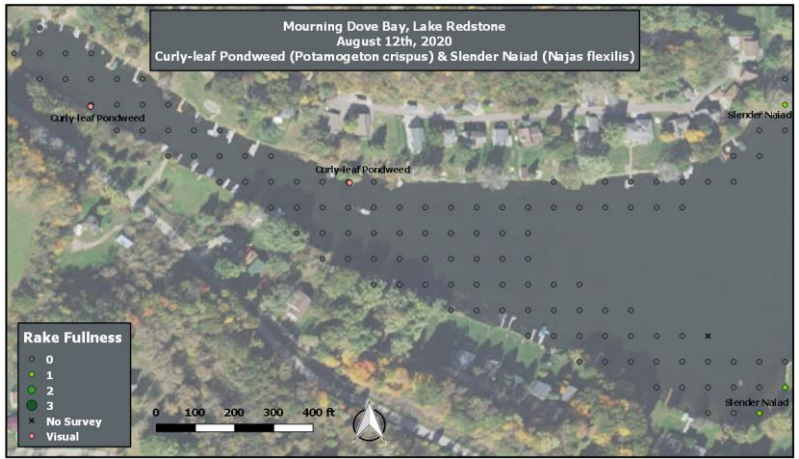 Mourning Dove Bay, Lake Redstone
August 12th, 2020
Curly-leaf Pondweed (Potamogeton crispus) & Slender Naiad (Najas flexilis)
Curly-leaf Pondweed
Slender Naiad
Curly-leaf Pondweed
Slender Naiad
Rake Fullness
0
1
2
3
No Survey
Visual
0 100 200 300 400 ft